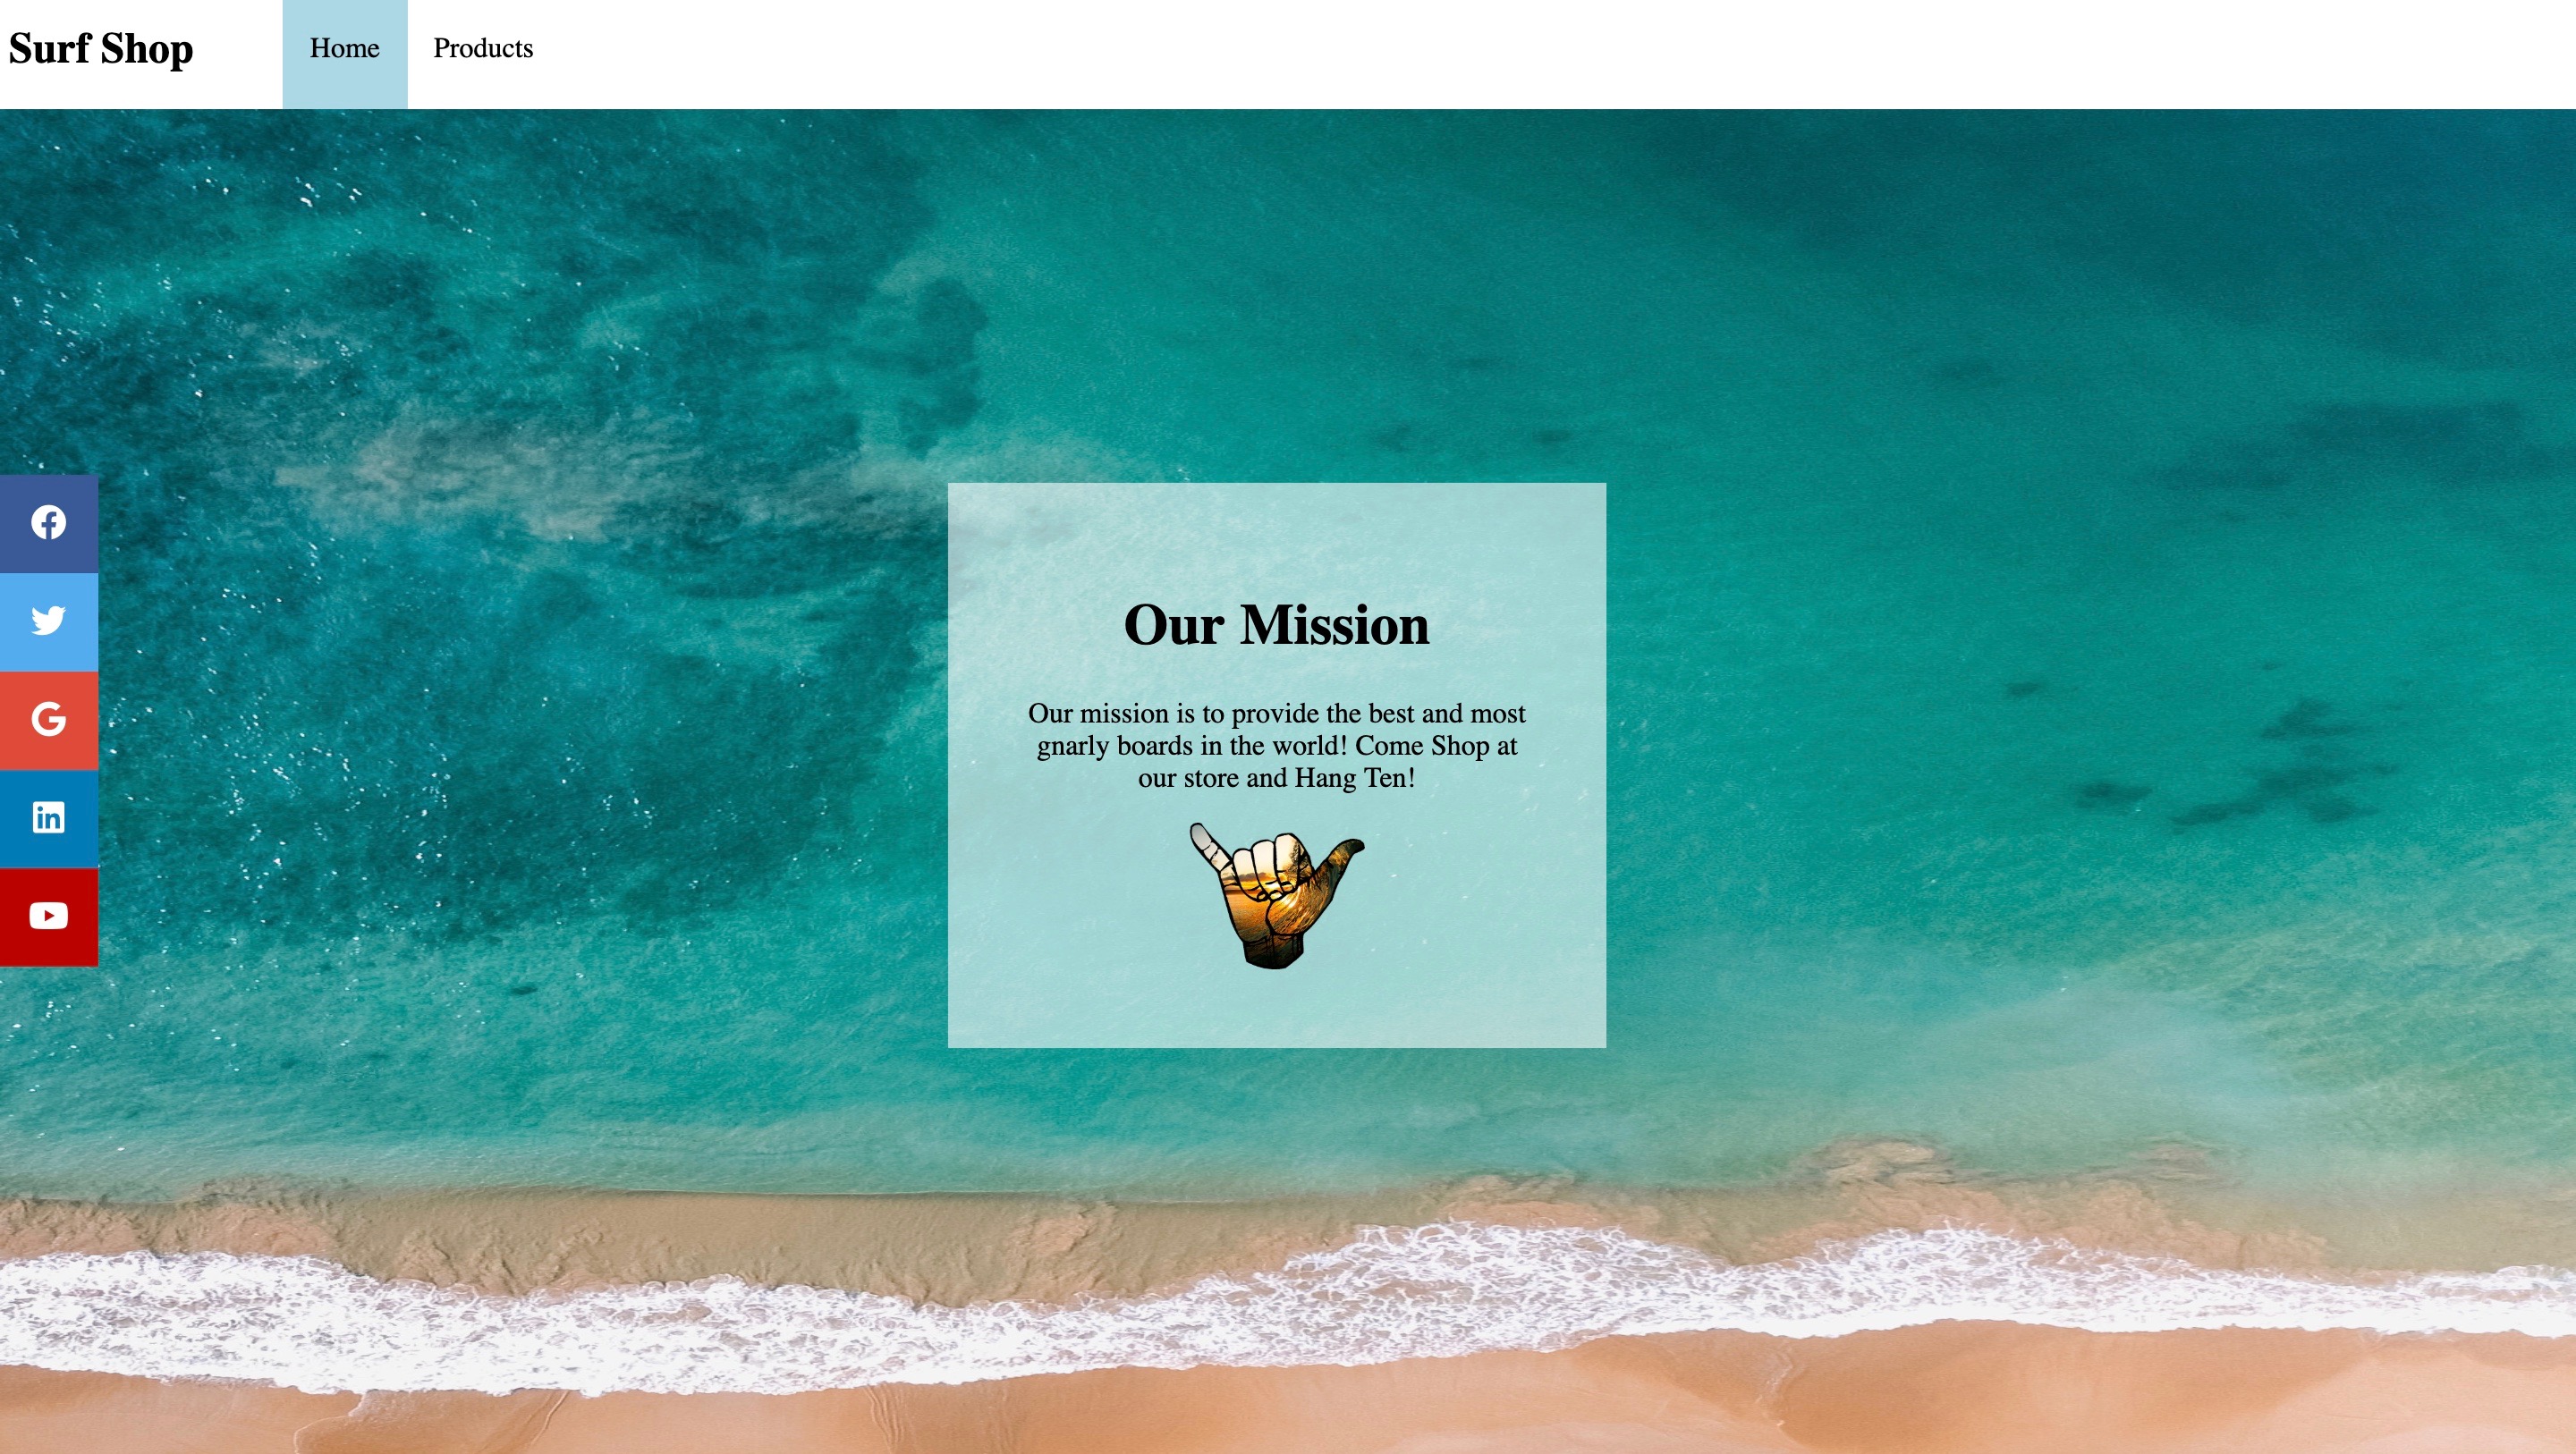 Surf Shop
Home
Products
Our Mission
Our mission is to provide the best and most
gnarly boards in the world! Come Shop at
our store and Hang Ten!